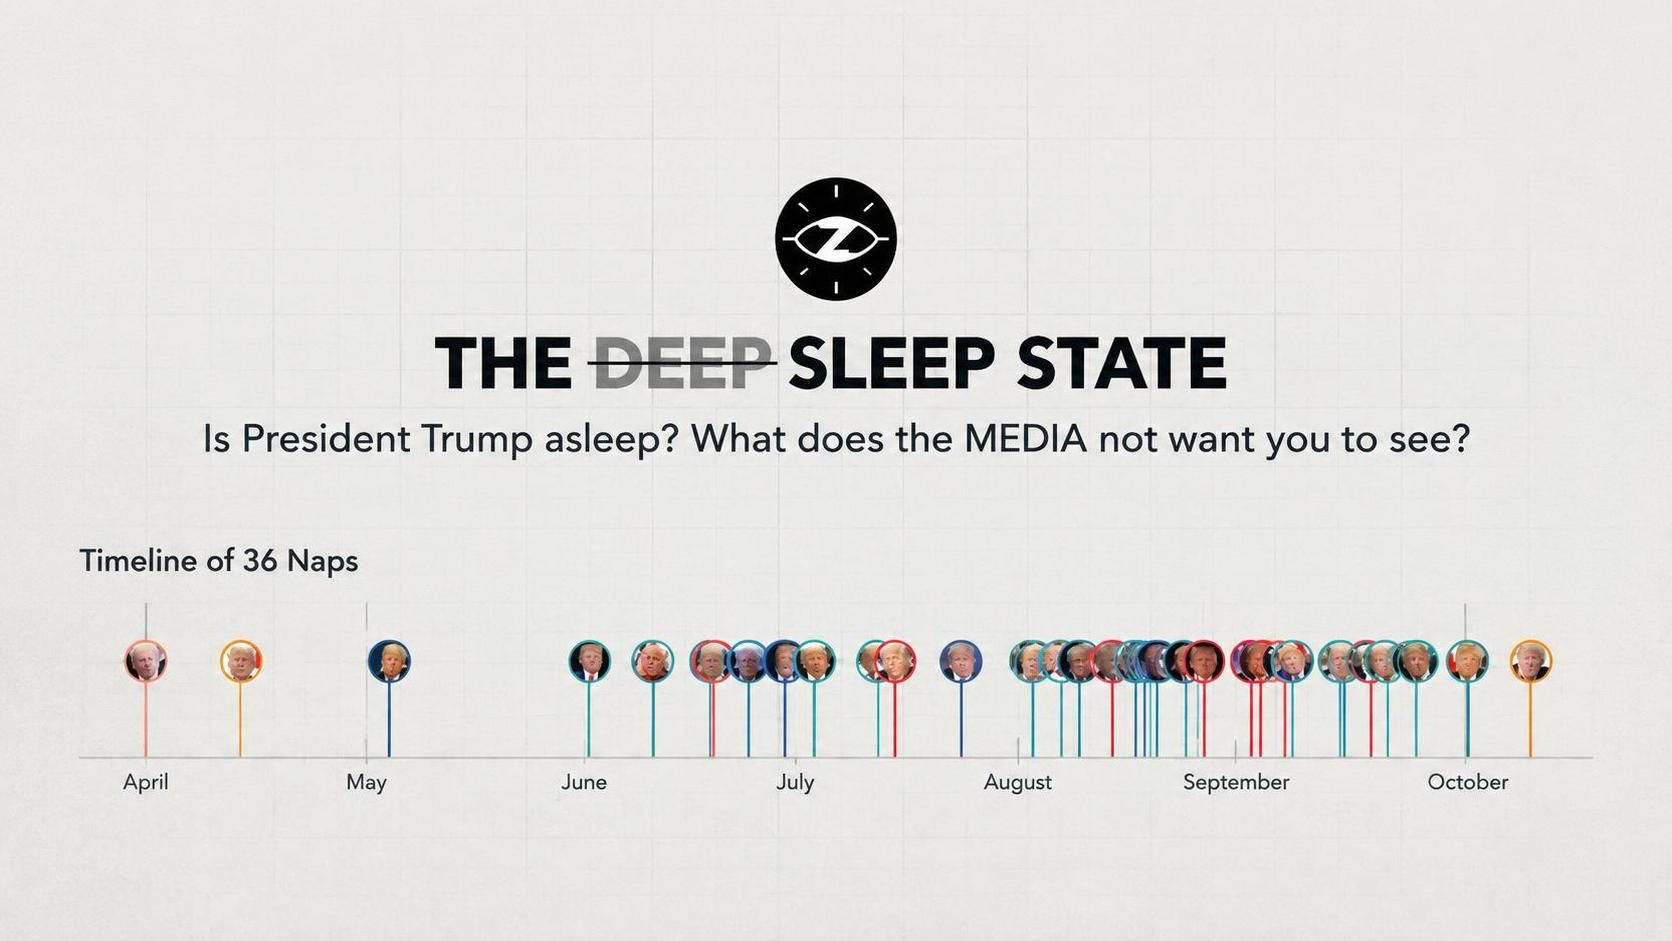 Z
THE DEEP SLEEP STATE
Is President Trump asleep? What does the MEDIA not want you to see?
Timeline of 36 Naps
April May June July August September October